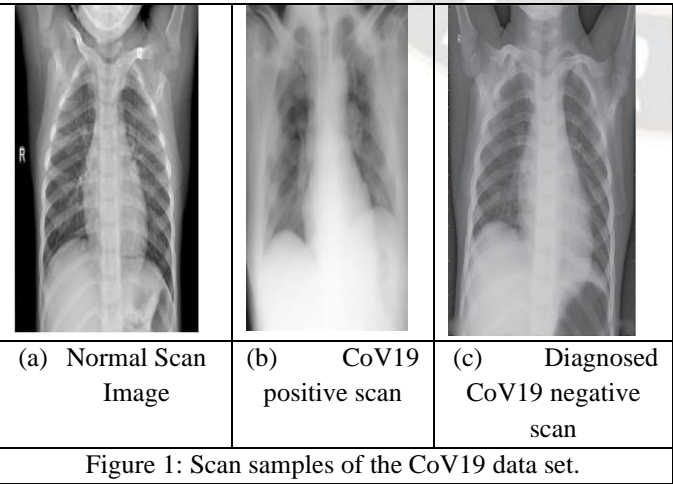 R
(a) Normal Scan
Image
(b) CoV19
positive scan
(c) Diagnosed
CoV19 negative
scan
Figure 1: Scan samples of the CoV19 data set.